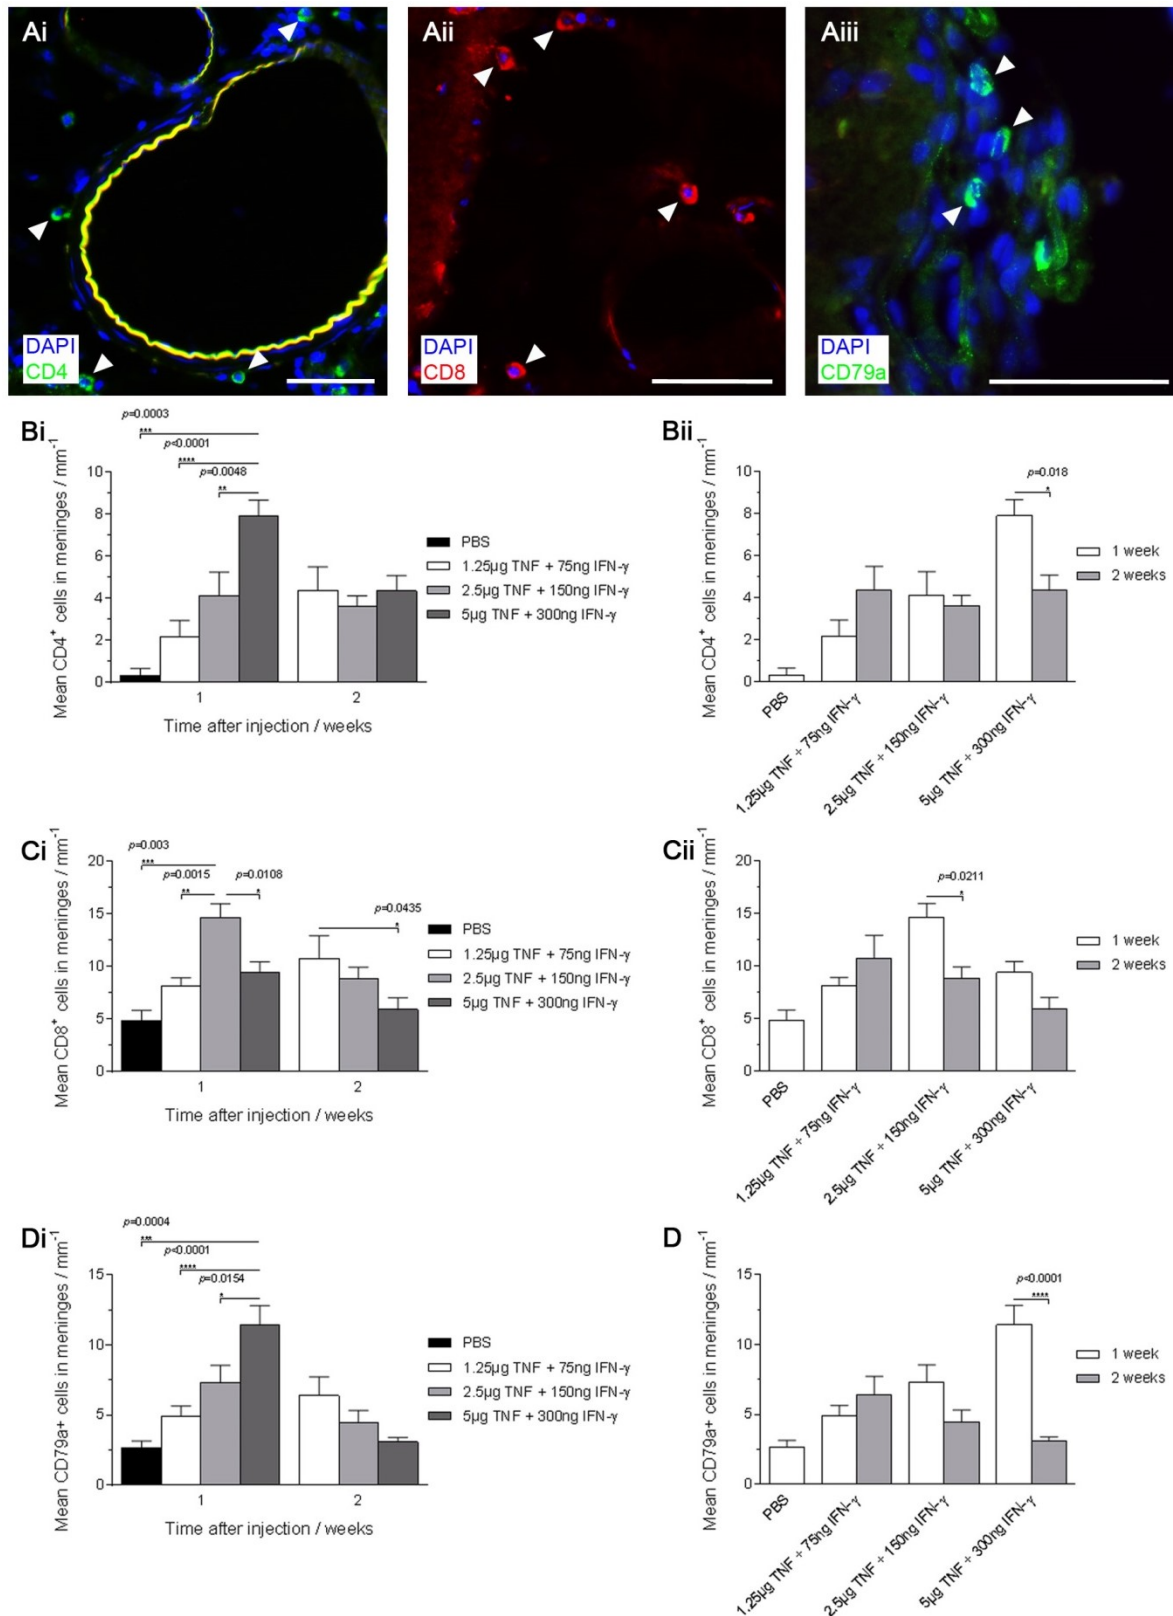 Ai
DAPI
CD4
Aii
DAPI
CD8
Aiii
DAPI
CD79a
Bi
p=0.0003
***
p<0.0001
****
p=0.0048
**
Mean CD4⁺ cells in meninges / mm⁻¹
10
8
6
4
2
0
1
2
Time after injection / weeks
PBS
1.25µg TNF + 75ng IFN-γ
2.5µg TNF + 150ng IFN-γ
5µg TNF + 300ng IFN-γ
Bii
p=0.018
*
Mean CD4⁺ cells in meninges / mm⁻¹
10
8
6
4
2
0
PBS
1.25µg TNF + 75ng IFN-γ
2.5µg TNF + 150ng IFN-γ
5µg TNF + 300ng IFN-γ
1 week
2 weeks
Ci
p=0.003
***
p=0.0015
**
p=0.0108
*
p=0.0435
*
Mean CD8⁺ cells in meninges / mm⁻¹
20
15
10
5
0
1
2
Time after injection / weeks
PBS
1.25µg TNF + 75ng IFN-γ
2.5µg TNF + 150ng IFN-γ
5µg TNF + 300ng IFN-γ
Cii
p=0.0211
*
Mean CD8⁺ cells in meninges / mm⁻¹
20
15
10
5
0
PBS
1.25µg TNF + 75ng IFN-γ
2.5µg TNF + 150ng IFN-γ
5µg TNF + 300ng IFN-γ
1 week
2 weeks
Di
p=0.0004
***
p<0.0001
****
p=0.0154
*
Mean CD79a+ cells in meninges / mm⁻¹
15
10
5
0
1
2
Time after injection / weeks
PBS
1.25µg TNF + 75ng IFN-γ
2.5µg TNF + 150ng IFN-γ
5µg TNF + 300ng IFN-γ
D
p<0.0001
****
Mean CD79a+ cells in meninges / mm⁻¹
15
10
5
0
PBS
1.25µg TNF + 75ng IFN-γ
2.5µg TNF + 150ng IFN-γ
5µg TNF + 300ng IFN-γ
1 week
2 weeks